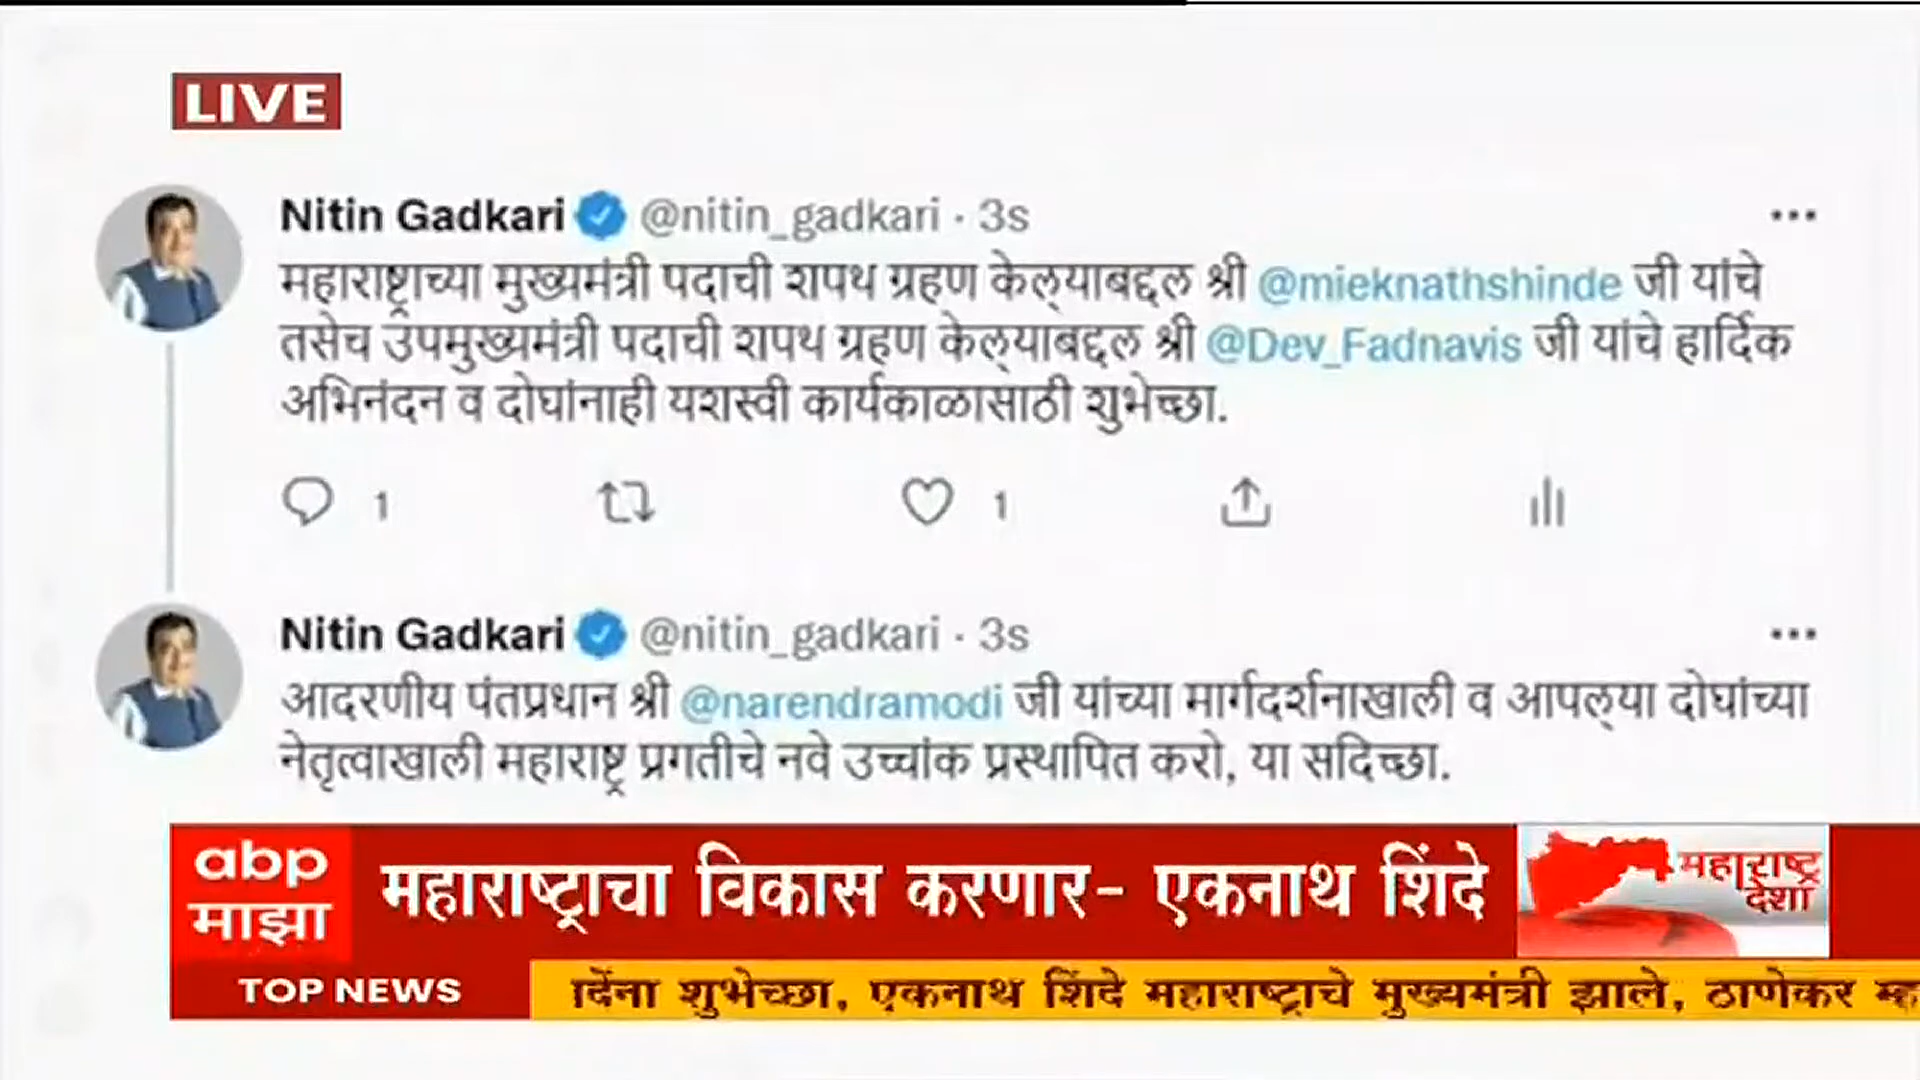 LIVE
Nitin Gadkari @nitin_gadkari · 3s
महाराष्ट्राच्या मुख्यमंत्री पदाची शपथ ग्रहण केल्याबद्दल श्री @mieknathshinde जी यांचे
तसेच उपमुख्यमंत्री पदाची शपथ ग्रहण केल्याबद्दल श्री @Dev_Fadnavis जी यांचे हार्दिक
अभिनंदन व दोघांनाही यशस्वी कार्यकाळासाठी शुभेच्छा.
1 1
Nitin Gadkari @nitin_gadkari · 3s
आदरणीय पंतप्रधान श्री @narendramodi जी यांच्या मार्गदर्शनाखाली व आपल्या दोघांच्या
नेतृत्वाखाली महाराष्ट्र प्रगतीचे नवे उच्चांक प्रस्थापित करो, या सदिच्छा.
abp
माझा
महाराष्ट्राचा विकास करणार- एकनाथ शिंदे
महाराष्ट्र
देशा
TOP NEWS
शुभेच्छा, एकनाथ शिंदे महाराष्ट्राचे मुख्यमंत्री झाले, ठाणेकर